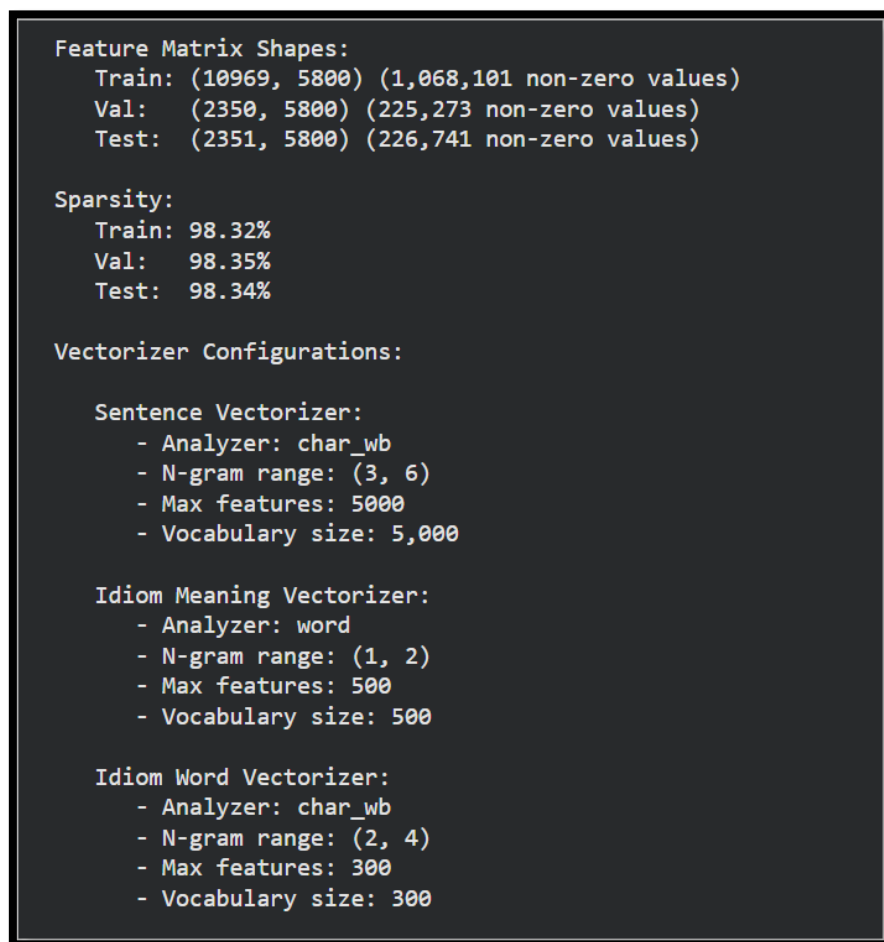 Feature Matrix Shapes:
Train: (10969, 5800) (1,068,101 non-zero values)
Val: (2350, 5800) (225,273 non-zero values)
Test: (2351, 5800) (226,741 non-zero values)
Sparsity:
Train: 98.32%
Val: 98.35%
Test: 98.34%
Vectorizer Configurations:
Sentence Vectorizer:
- Analyzer: char_wb
- N-gram range: (3, 6)
- Max features: 5000
- Vocabulary size: 5,000
Idiom Meaning Vectorizer:
- Analyzer: word
- N-gram range: (1, 2)
- Max features: 500
- Vocabulary size: 500
Idiom Word Vectorizer:
- Analyzer: char_wb
- N-gram range: (2, 4)
- Max features: 300
- Vocabulary size: 300